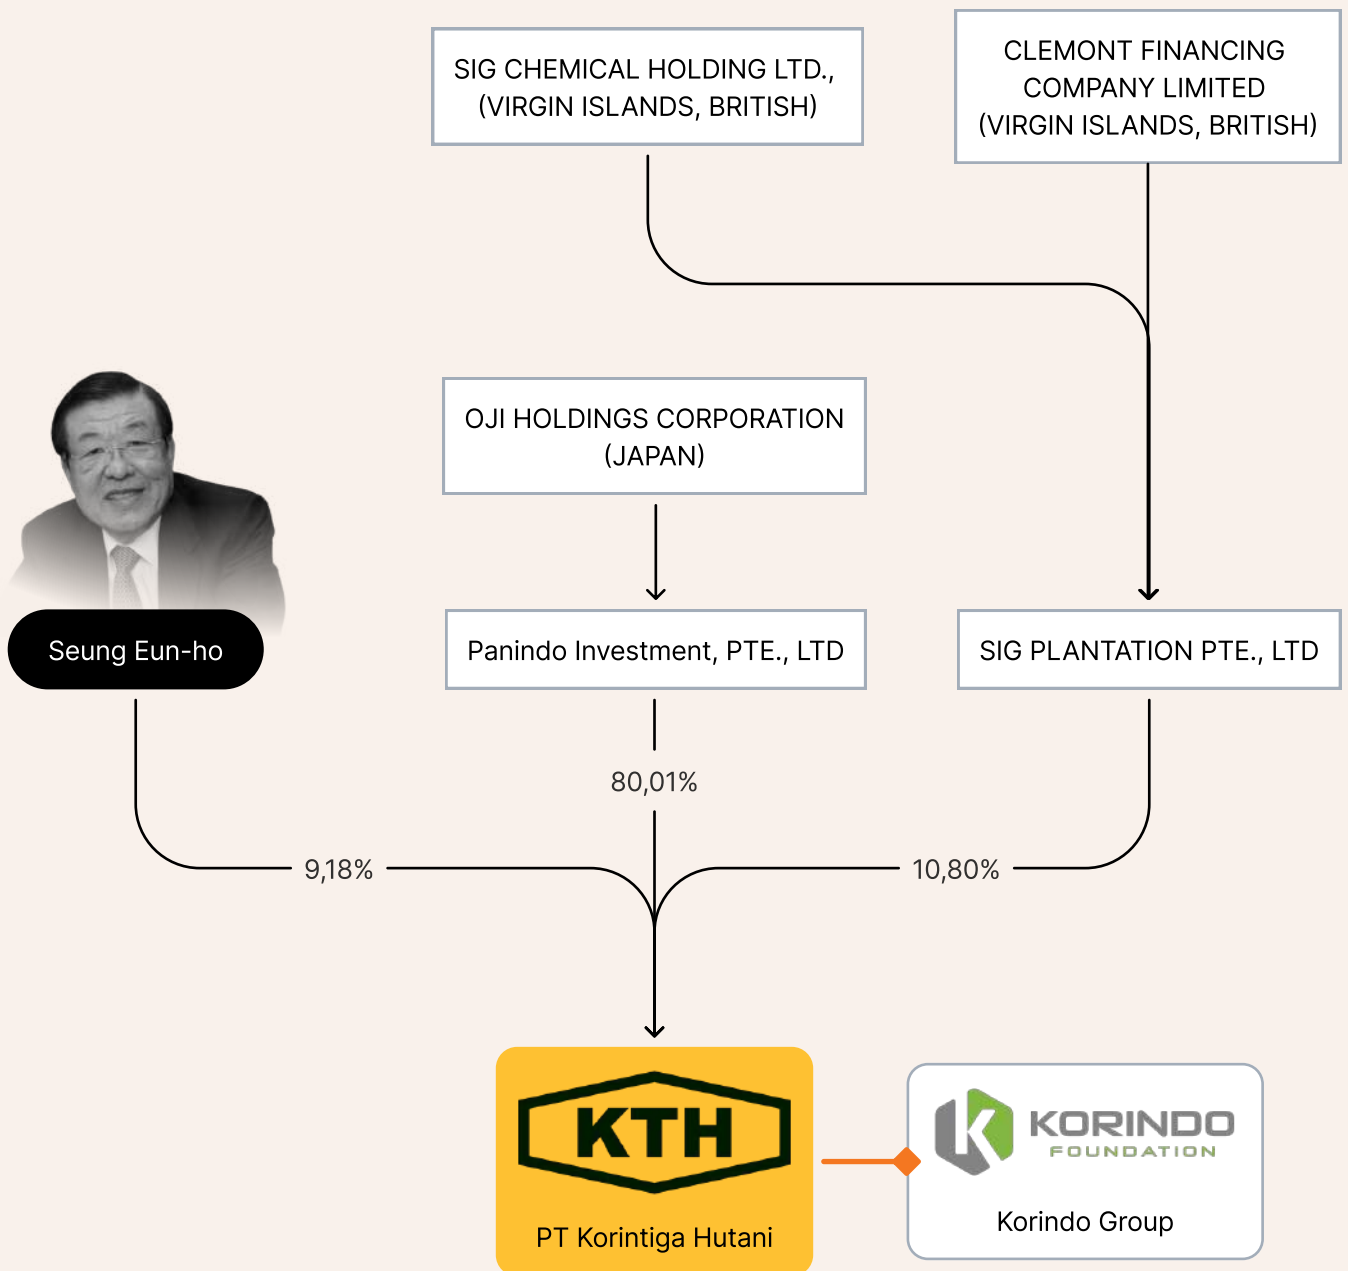 SIG CHEMICAL HOLDING LTD.,
(VIRGIN ISLANDS, BRITISH)
CLEMONT FINANCING
COMPANY LIMITED
(VIRGIN ISLANDS, BRITISH)
OJI HOLDINGS CORPORATION
(JAPAN)
Seung Eun-ho
Panindo Investment, PTE., LTD
SIG PLANTATION PTE., LTD
80,01%
9,18%
10,80%
KTH
PT Korintiga Hutani
KORINDO
FOUNDATION
Korindo Group